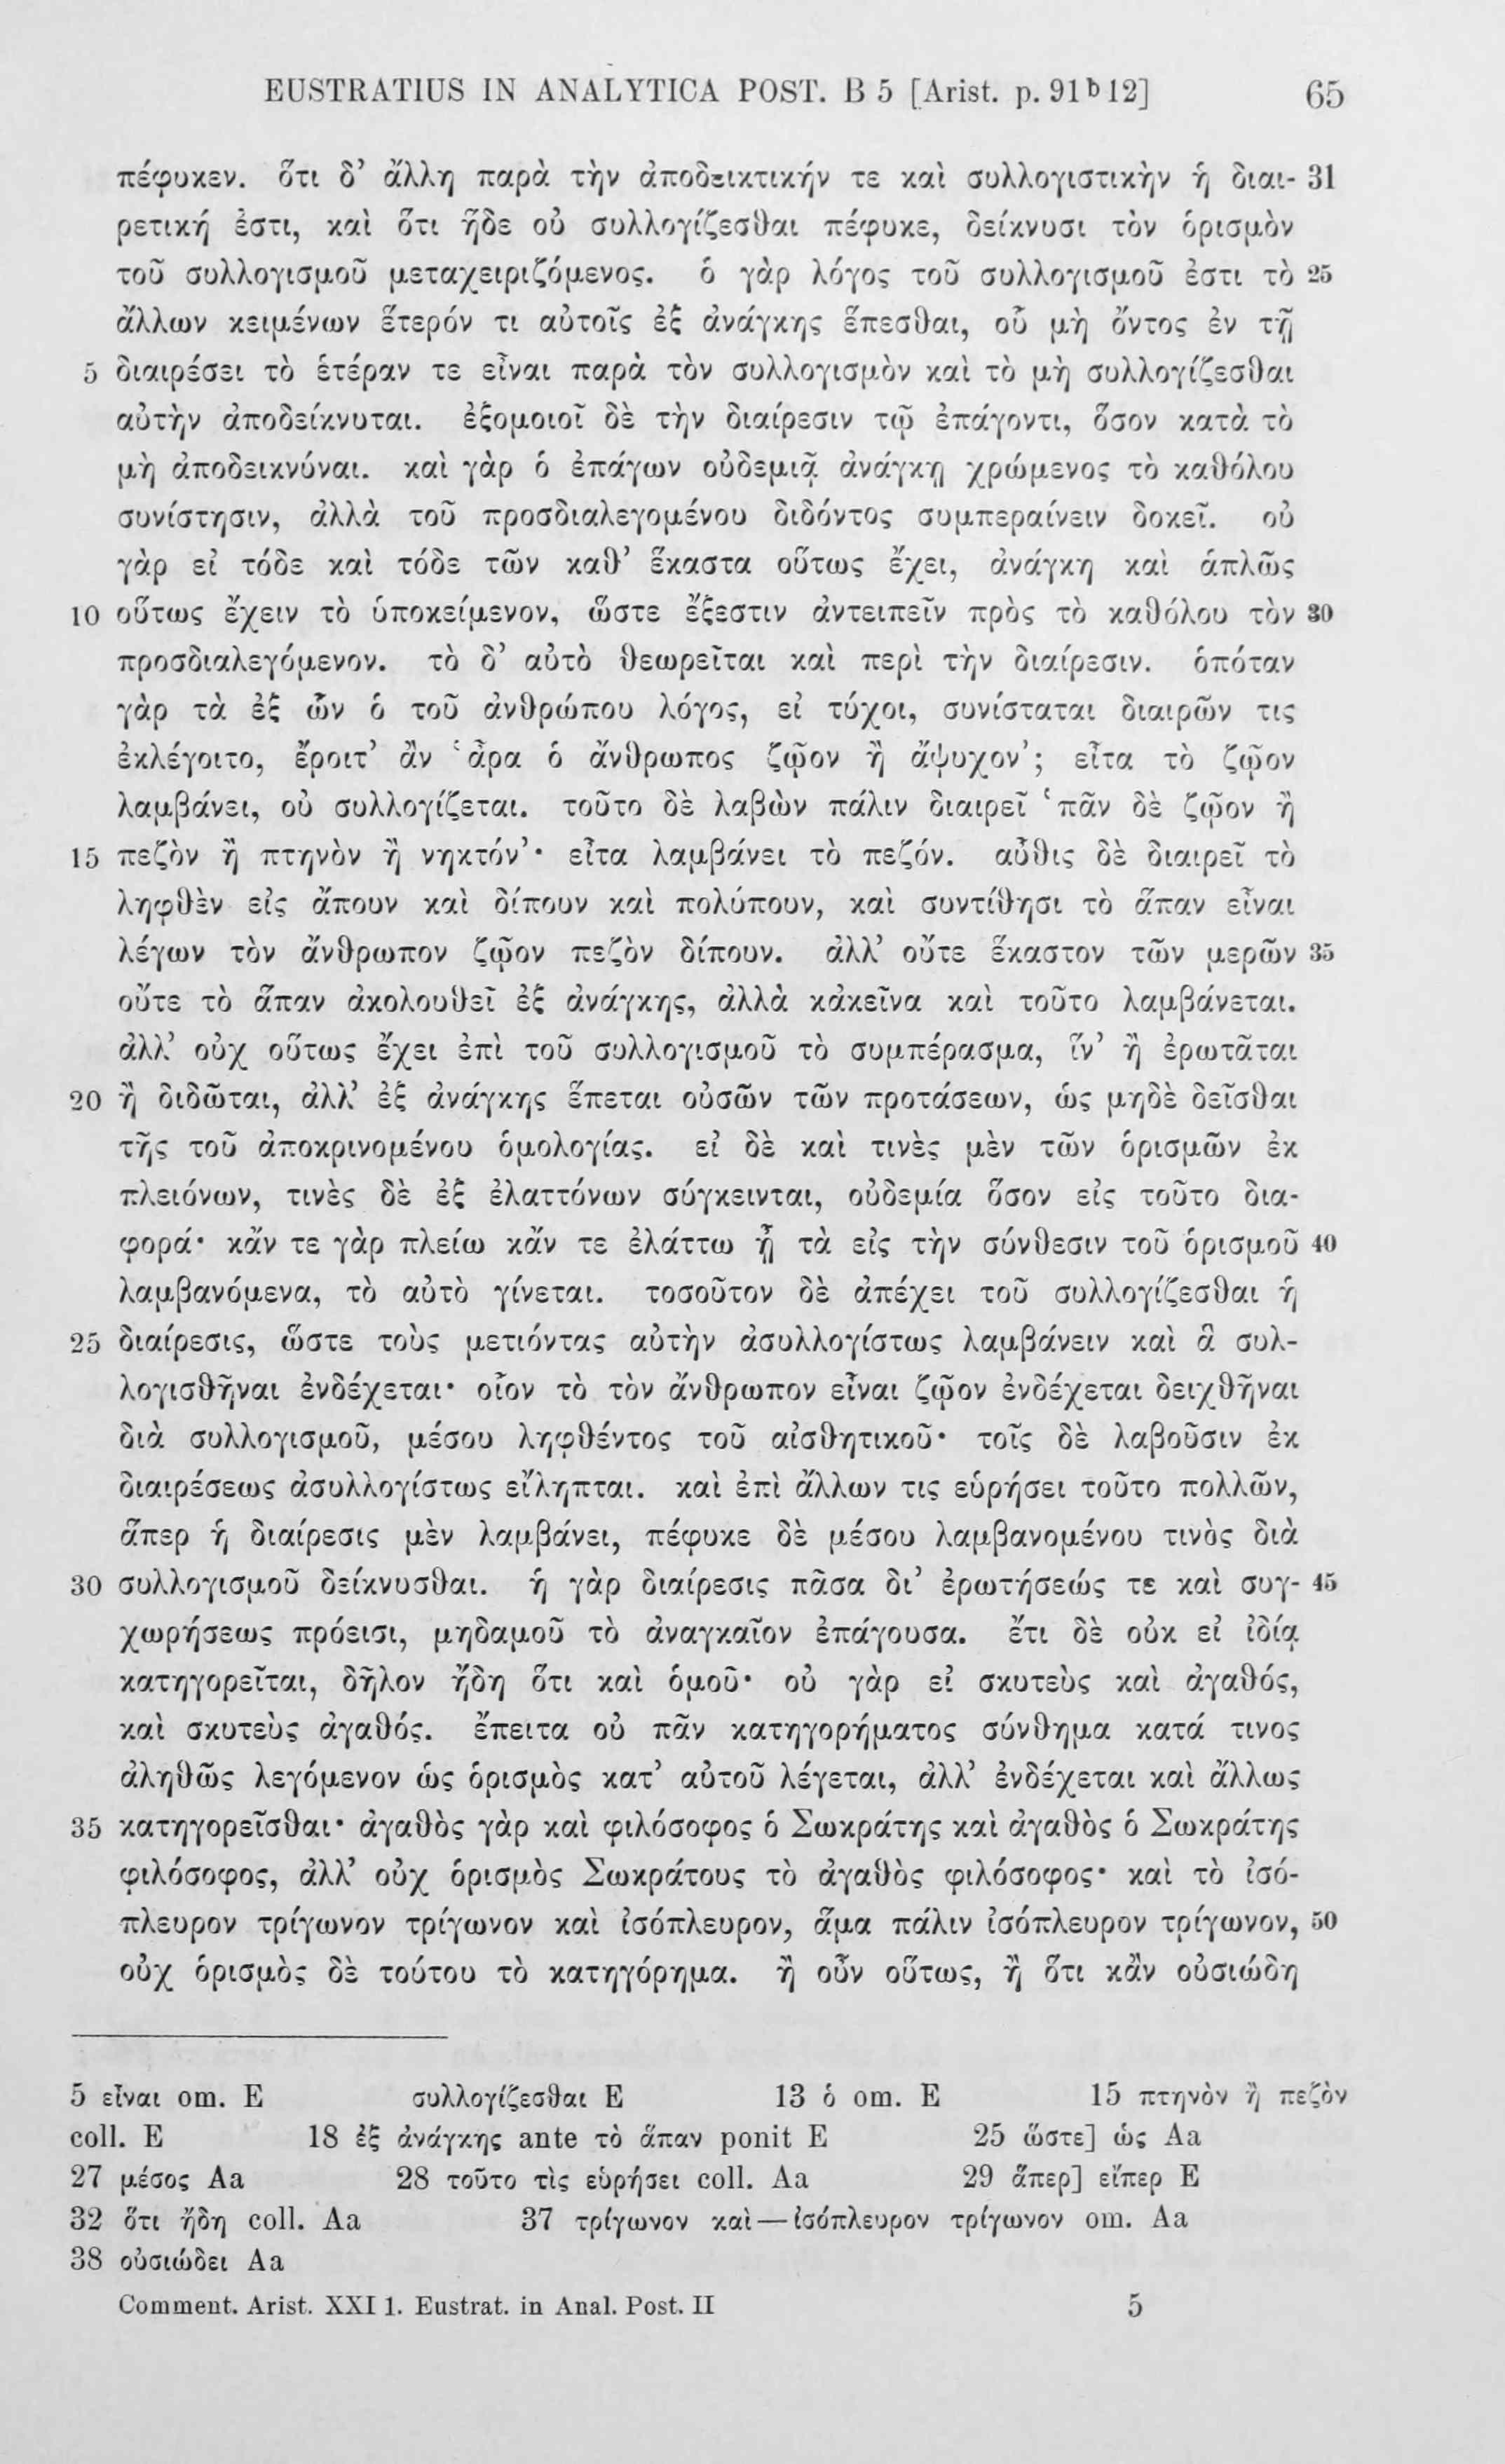 EUSTRATIUS IN ANALYTICA POST. B 5 [Arist. p. 91ᵇ12] 65
πέφυκεν. ὅτι δ’ ἄλλη παρὰ τὴν ἀποδεικτικήν τε καὶ συλλογιστικὴν ἡ διαι- 31
ρετική ἐστι, καὶ ὅτι ἥδε οὐ συλλογίζεσθαι πέφυκε, δείκνυσι τὸν ὁρισμὸν
τοῦ συλλογισμοῦ μεταχειριζόμενος. ὁ γὰρ λόγος τοῦ συλλογισμοῦ ἐστι τὸ 25
ἄλλων κειμένων ἕτερόν τι αὐτοῖς ἐξ ἀνάγκης ἕπεσθαι, οὗ μὴ ὄντος ἐν τῇ
5 διαιρέσει τὸ ἑτέραν τε εἶναι παρὰ τὸν συλλογισμὸν καὶ τὸ μὴ συλλογίζεσθαι
αὐτὴν ἀποδείκνυται. ἐξομοιοῖ δὲ τὴν διαίρεσιν τῷ ἐπάγοντι, ὅσον κατὰ τὸ
μὴ ἀποδεικνύναι. καὶ γὰρ ὁ ἐπάγων οὐδεμιᾷ ἀνάγκῃ χρώμενος τὸ καθόλου
συνίστησιν, ἀλλὰ τοῦ προσδιαλεγομένου διδόντος συμπεραίνειν δοκεῖ. οὐ
γὰρ εἰ τόδε καὶ τόδε τῶν καθ’ ἕκαστα οὕτως ἔχει, ἀνάγκη καὶ ἁπλῶς
10 οὕτως ἔχειν τὸ ὑποκείμενον, ὥστε ἔξεστιν ἀντειπεῖν πρὸς τὸ καθόλου τὸν 30
προσδιαλεγόμενον. τὸ δ’ αὐτὸ θεωρεῖται καὶ περὶ τὴν διαίρεσιν. ὁπόταν
γὰρ τὰ ἐξ ὧν ὁ τοῦ ἀνθρώπου λόγος, εἰ τύχοι, συνίσταται διαιρῶν τις
ἐκλέγοιτο, ἔροιτ’ ἂν ‘ἆρα ὁ ἄνθρωπος ζῷον ἢ ἄψυχον’; εἶτα τὸ ζῷον
λαμβάνει, οὐ συλλογίζεται. τοῦτο δὲ λαβὼν πάλιν διαιρεῖ ‘πᾶν δὲ ζῷον ἢ
15 πεζὸν ἢ πτηνὸν ἢ νηκτόν’· εἶτα λαμβάνει τὸ πεζόν. αὖθις δὲ διαιρεῖ τὸ
ληφθὲν εἰς ἄπουν καὶ δίπουν καὶ πολύπουν, καὶ συντίθησι τὸ ἅπαν εἶναι
λέγων τὸν ἄνθρωπον ζῷον πεζὸν δίπουν. ἀλλ’ οὔτε ἕκαστον τῶν μερῶν 35
οὔτε τὸ ἅπαν ἀκολουθεῖ ἐξ ἀνάγκης, ἀλλὰ κἀκεῖνα καὶ τοῦτο λαμβάνεται.
ἀλλ’ οὐχ οὕτως ἔχει ἐπὶ τοῦ συλλογισμοῦ τὸ συμπέρασμα, ἵν’ ἢ ἐρωτᾶται
20 ἢ διδῶται, ἀλλ’ ἐξ ἀνάγκης ἕπεται οὐσῶν τῶν προτάσεων, ὡς μηδὲ δεῖσθαι
τῆς τοῦ ἀποκρινομένου ὁμολογίας. εἰ δὲ καὶ τινὲς μὲν τῶν ὁρισμῶν ἐκ
πλειόνων, τινὲς δὲ ἐξ ἐλαττόνων σύγκεινται, οὐδεμία ὅσον εἰς τοῦτο δια-
φορά· κἄν τε γὰρ πλείω κἄν τε ἐλάττω ᾖ τὰ εἰς τὴν σύνθεσιν τοῦ ὁρισμοῦ 40
λαμβανόμενα, τὸ αὐτὸ γίνεται. τοσοῦτον δὲ ἀπέχει τοῦ συλλογίζεσθαι ἡ
25 διαίρεσις, ὥστε τοὺς μετιόντας αὐτὴν ἀσυλλογίστως λαμβάνειν καὶ ἃ συλ-
λογισθῆναι ἐνδέχεται· οἷον τὸ τὸν ἄνθρωπον εἶναι ζῷον ἐνδέχεται δειχθῆναι
διὰ συλλογισμοῦ, μέσου ληφθέντος τοῦ αἰσθητικοῦ· τοῖς δὲ λαβοῦσιν ἐκ
διαιρέσεως ἀσυλλογίστως εἴληπται. καὶ ἐπὶ ἄλλων τις εὑρήσει τοῦτο πολλῶν,
ἅπερ ἡ διαίρεσις μὲν λαμβάνει, πέφυκε δὲ μέσου λαμβανομένου τινὸς διὰ
30 συλλογισμοῦ δείκνυσθαι. ἡ γὰρ διαίρεσις πᾶσα δι’ ἐρωτήσεώς τε καὶ συγ- 45
χωρήσεως πρόεισι, μηδαμοῦ τὸ ἀναγκαῖον ἐπάγουσα. ἔτι δὲ οὐκ εἰ ἰδίᾳ
κατηγορεῖται, δῆλον ἤδη ὅτι καὶ ὁμοῦ· οὐ γὰρ εἰ σκυτεὺς καὶ ἀγαθός,
καὶ σκυτεὺς ἀγαθός. ἔπειτα οὐ πᾶν κατηγορήματος σύνθημα κατά τινος
ἀληθῶς λεγόμενον ὡς ὁρισμὸς κατ’ αὐτοῦ λέγεται, ἀλλ’ ἐνδέχεται καὶ ἄλλως
35 κατηγορεῖσθαι· ἀγαθὸς γὰρ καὶ φιλόσοφος ὁ Σωκράτης καὶ ἀγαθὸς ὁ Σωκράτης
φιλόσοφος, ἀλλ’ οὐχ ὁρισμὸς Σωκράτους τὸ ἀγαθὸς φιλόσοφος· καὶ τὸ ἰσό-
πλευρον τρίγωνον τρίγωνον καὶ ἰσόπλευρον, ἅμα πάλιν ἰσόπλευρον τρίγωνον, 50
οὐχ ὁρισμὸς δὲ τούτου τὸ κατηγόρημα. ἢ οὖν οὕτως, ἢ ὅτι κἂν οὐσιώδη
5 εἶναι om. E συλλογίζεσθαι E 13 ὁ om. E 15 πτηνὸν ἢ πεζὸν
coll. E 18 ἐξ ἀνάγκης ante τὸ ἅπαν ponit E 25 ὥστε] ὡς Aa
27 μέσος Aa 28 τοῦτο τὶς εὑρήσει coll. Aa 29 ἅπερ] εἴπερ E
32 ὅτι ἤδη coll. Aa 37 τρίγωνον καὶ — ἰσόπλευρον τρίγωνον om. Aa
38 οὐσιώδει Aa
Comment. Arist. XXI 1. Eustrat. in Anal. Post. II 5